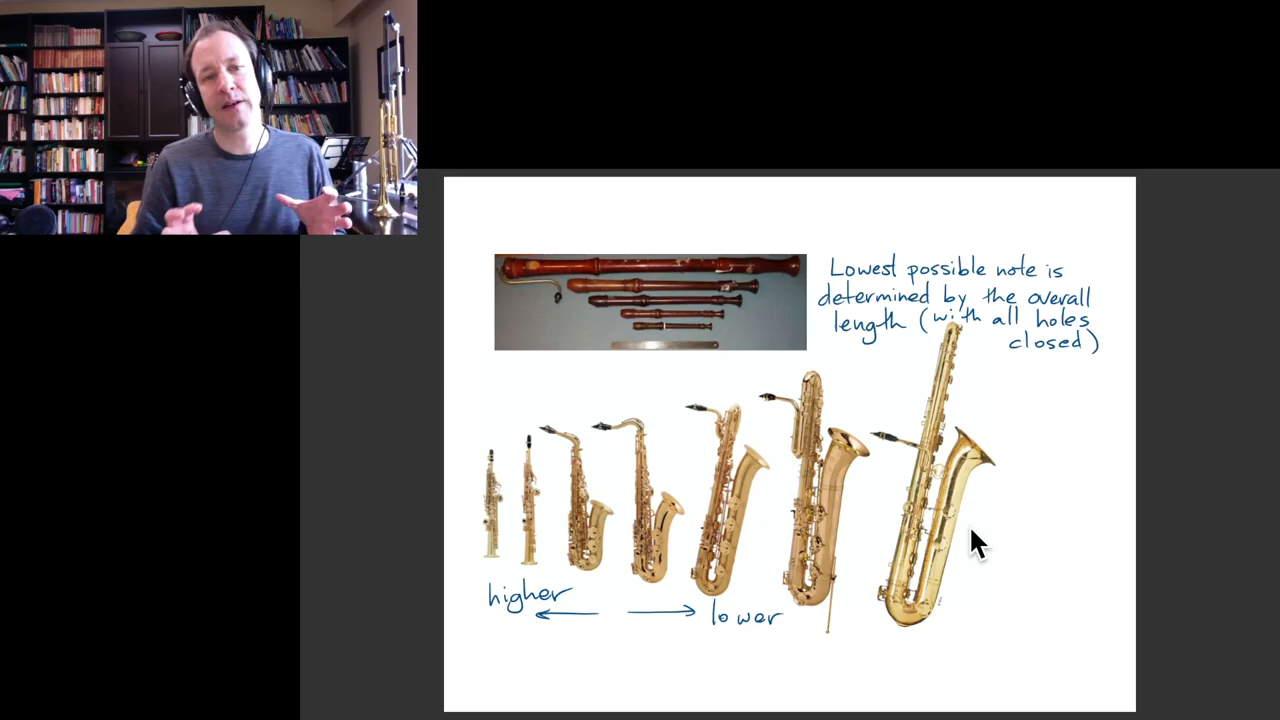 Lowest possible note is
determined by the overall
length (with all holes
closed)
higher
lower